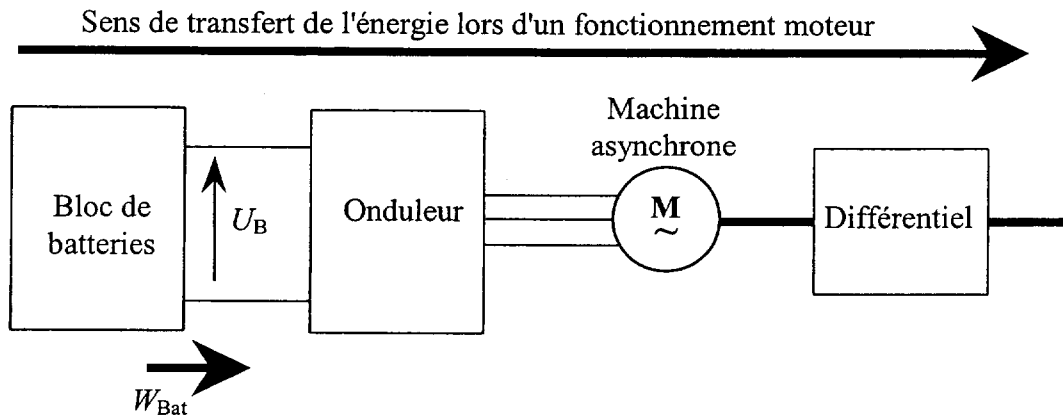 Sens de transfert de l'énergie lors d'un fonctionnement moteur
Machine
asynchrone
Bloc de
batteries
U_B
Onduleur
M
~
Différentiel
W_Bat